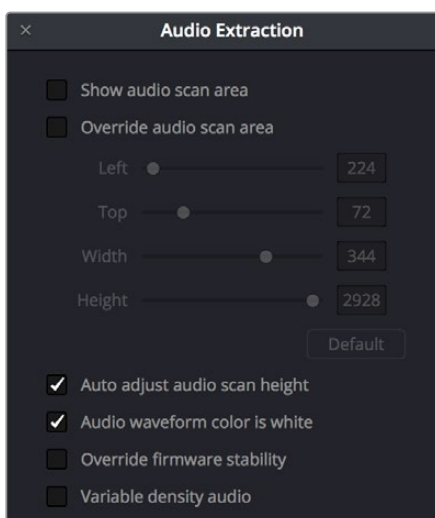 Audio Extraction
Show audio scan area
Override audio scan area
Left 224
Top 72
Width 344
Height 2928
Default
Auto adjust audio scan height
Audio waveform color is white
Override firmware stability
Variable density audio